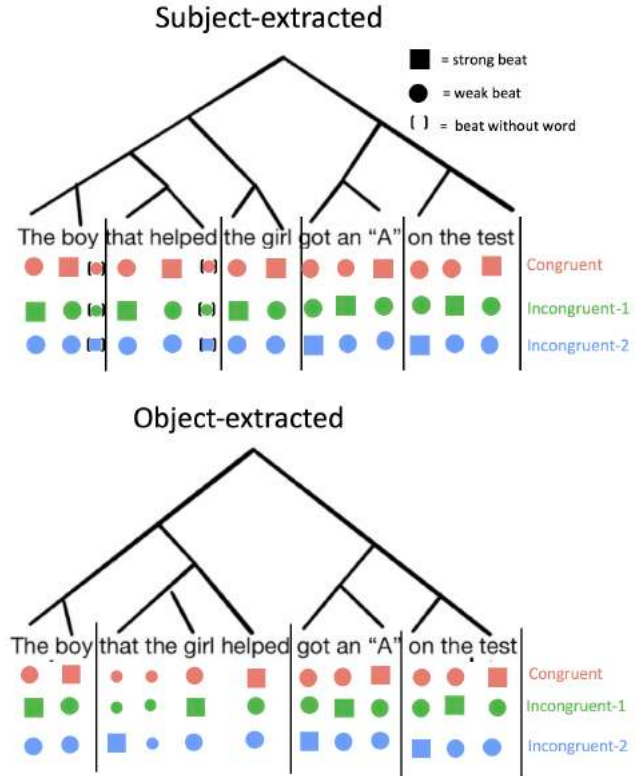 Subject-extracted
= strong beat
= weak beat
( ) = beat without word
The boy that helped the girl got an “A” on the test
( ) ( ) Congruent
( ) ( ) Incongruent-1
( ) ( ) Incongruent-2
Object-extracted
The boy that the girl helped got an “A” on the test
Congruent
Incongruent-1
Incongruent-2